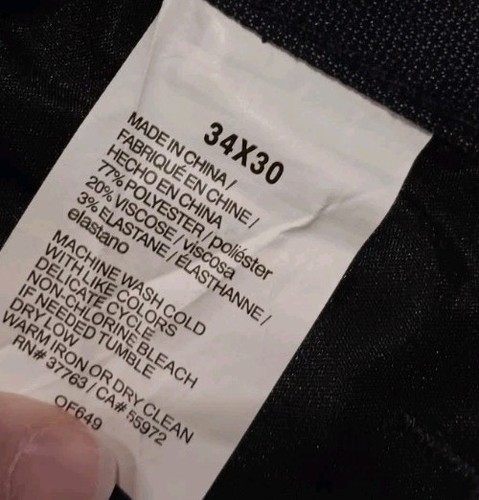 34X30
MADE IN CHINA /
FABRIQUÉ EN CHINE /
HECHO EN CHINA
77% POLYESTER / poliéster
20% VISCOSE / viscosa
3% ELASTANE / ÉLASTHANNE /
elastano
MACHINE WASH COLD
WITH LIKE COLORS
DELICATE CYCLE
NON-CHLORINE BLEACH
IF NEEDED TUMBLE
DRY LOW
WARM IRON OR DRY CLEAN
RN# 37763 / CA# 55972
OF649